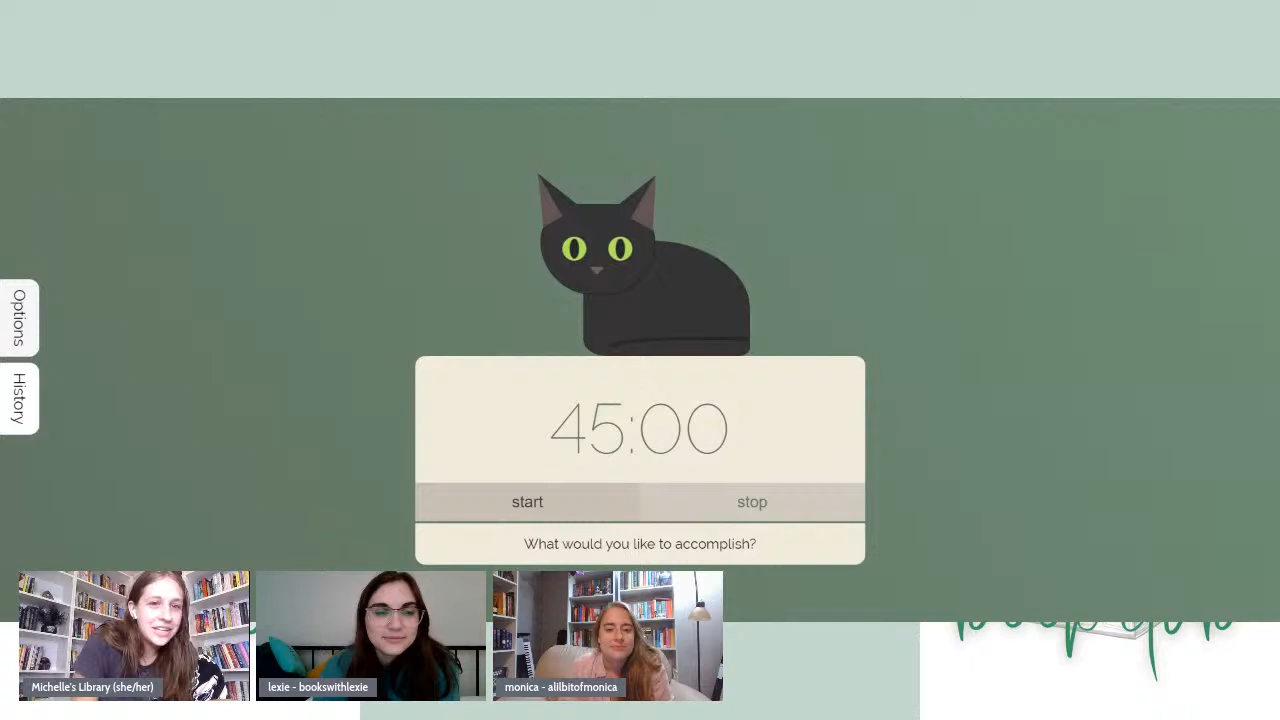 Options
History
45:00
start
stop
What would you like to accomplish?
Michelle's Library (she/her)
lexie - bookswithlexie
monica - alilbitofmonica